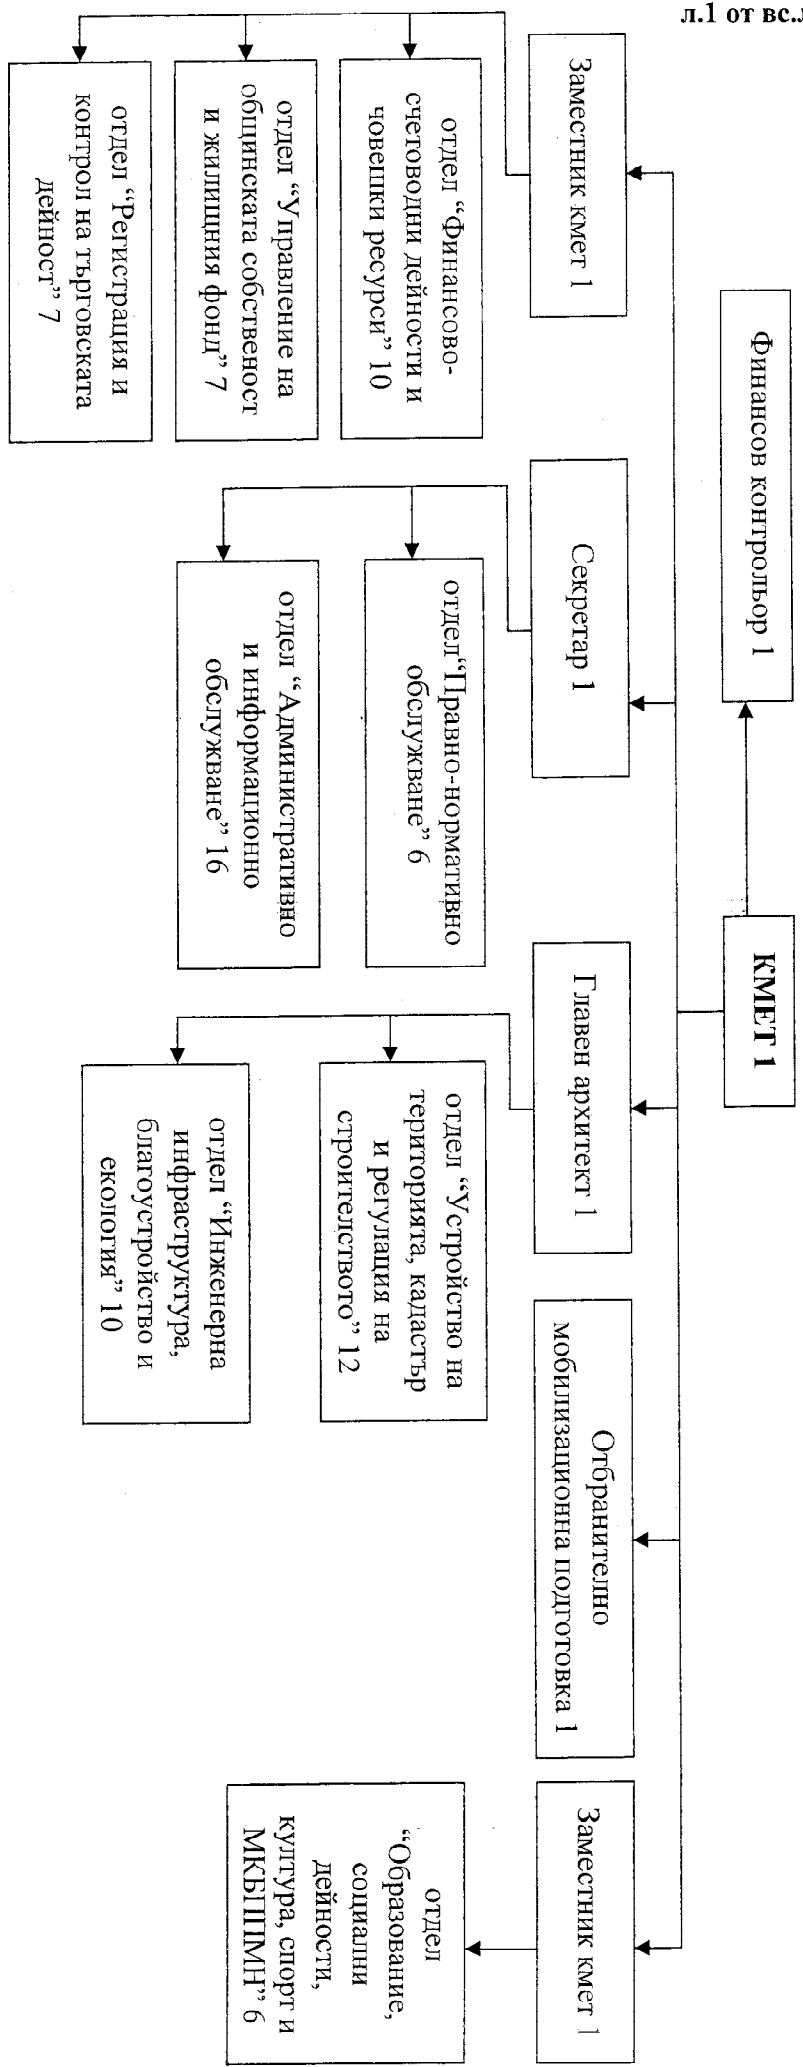 л.1 от вс.л
КМЕТ 1
Финансов контрольор 1
Заместник кмет 1
отдел “Финансово-
счетоводни дейности и
човешки ресурси” 10
отдел “Управление на
общинската собственост
и жилищния фонд” 7
отдел “Регистрация и
контрол на търговската
дейност” 7
Секретар 1
отдел“Правно-нормативно
обслужване” 6
отдел “Административно
и информационно
обслужване” 16
Главен архитект 1
отдел “Устройство на
територията, кадастър
и регулация на
строителството” 12
отдел “Инженерна
инфраструктура,
благоустройство и
екология” 10
Отбранително
мобилизационна подготовка 1
Заместник кмет 1
отдел
“Образование,
социални
дейности,
култура, спорт и
МКБППМН” 6